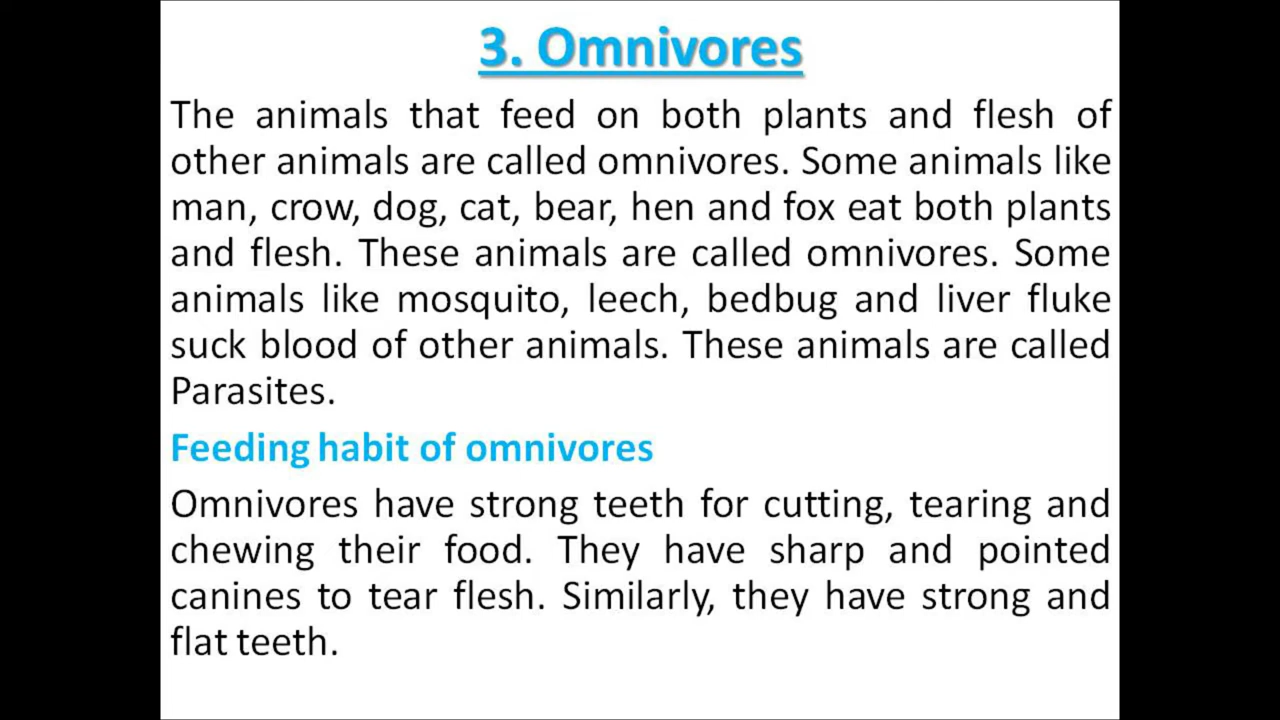 3. Omnivores
The animals that feed on both plants and flesh of
other animals are called omnivores. Some animals like
man, crow, dog, cat, bear, hen and fox eat both plants
and flesh. These animals are called omnivores. Some
animals like mosquito, leech, bedbug and liver fluke
suck blood of other animals. These animals are called
Parasites.
Feeding habit of omnivores
Omnivores have strong teeth for cutting, tearing and
chewing their food. They have sharp and pointed
canines to tear flesh. Similarly, they have strong and
flat teeth.